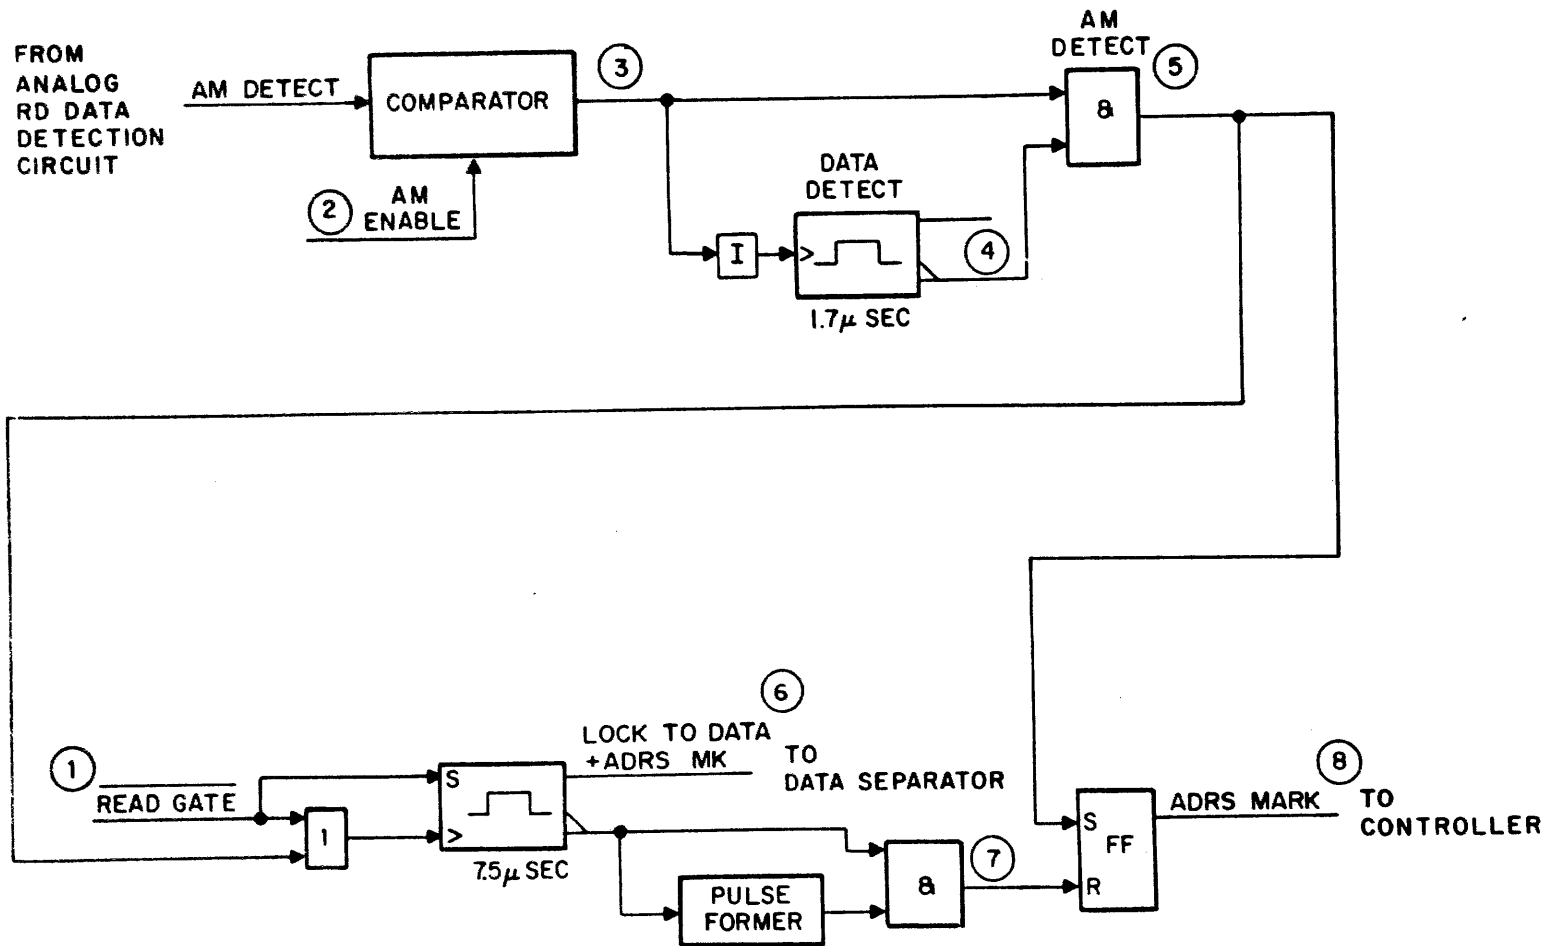 FROM
ANALOG
RD DATA
DETECTION
CIRCUIT
AM DETECT
COMPARATOR
3
AM
DETECT
5
&
2
AM
ENABLE
DATA
DETECT
I
>
4
1.7μ SEC
6
LOCK TO DATA
+ADRS MK
TO
DATA SEPARATOR
1
READ GATE
1
S
>
7.5μ SEC
PULSE
FORMER
&
7
S
FF
R
8
ADRS MARK
TO
CONTROLLER